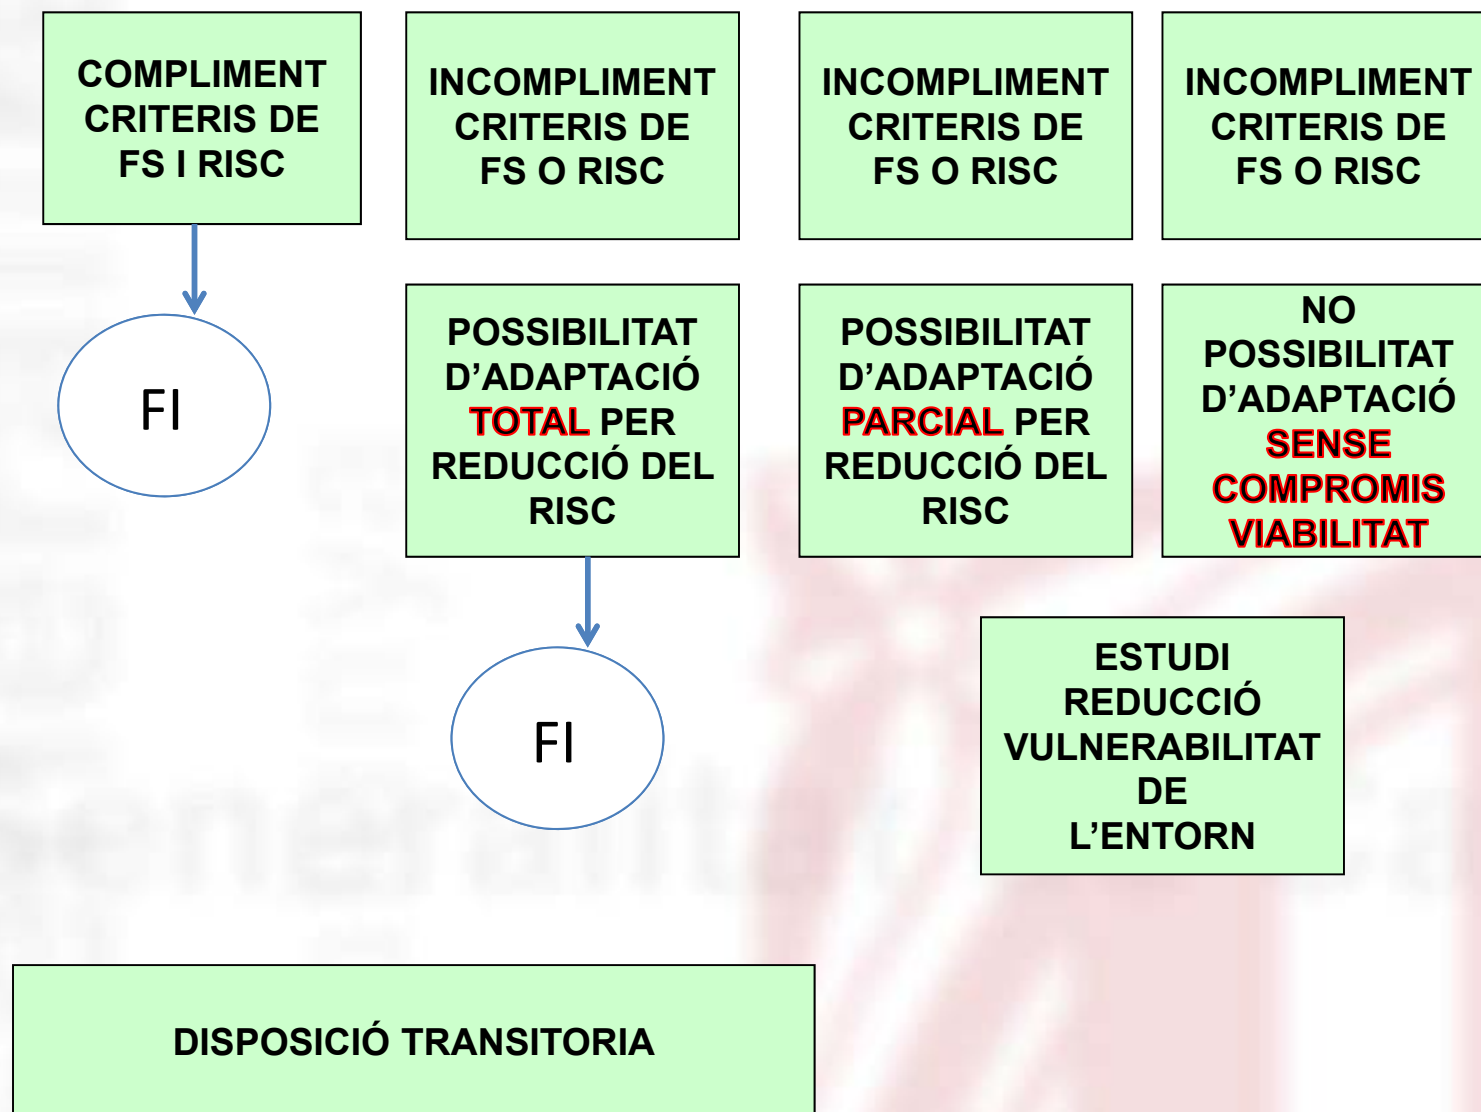 COMPLIMENT
CRITERIS DE
FS I RISC
INCOMPLIMENT
CRITERIS DE
FS O RISC
INCOMPLIMENT
CRITERIS DE
FS O RISC
INCOMPLIMENT
CRITERIS DE
FS O RISC
FI
POSSIBILITAT
D’ADAPTACIÓ
TOTAL PER
REDUCCIÓ DEL
RISC
POSSIBILITAT
D’ADAPTACIÓ
PARCIAL PER
REDUCCIÓ DEL
RISC
NO
POSSIBILITAT
D’ADAPTACIÓ
SENSE
COMPROMIS
VIABILITAT
FI
ESTUDI
REDUCCIÓ
VULNERABILITAT
DE
L’ENTORN
DISPOSICIÓ TRANSITORIA